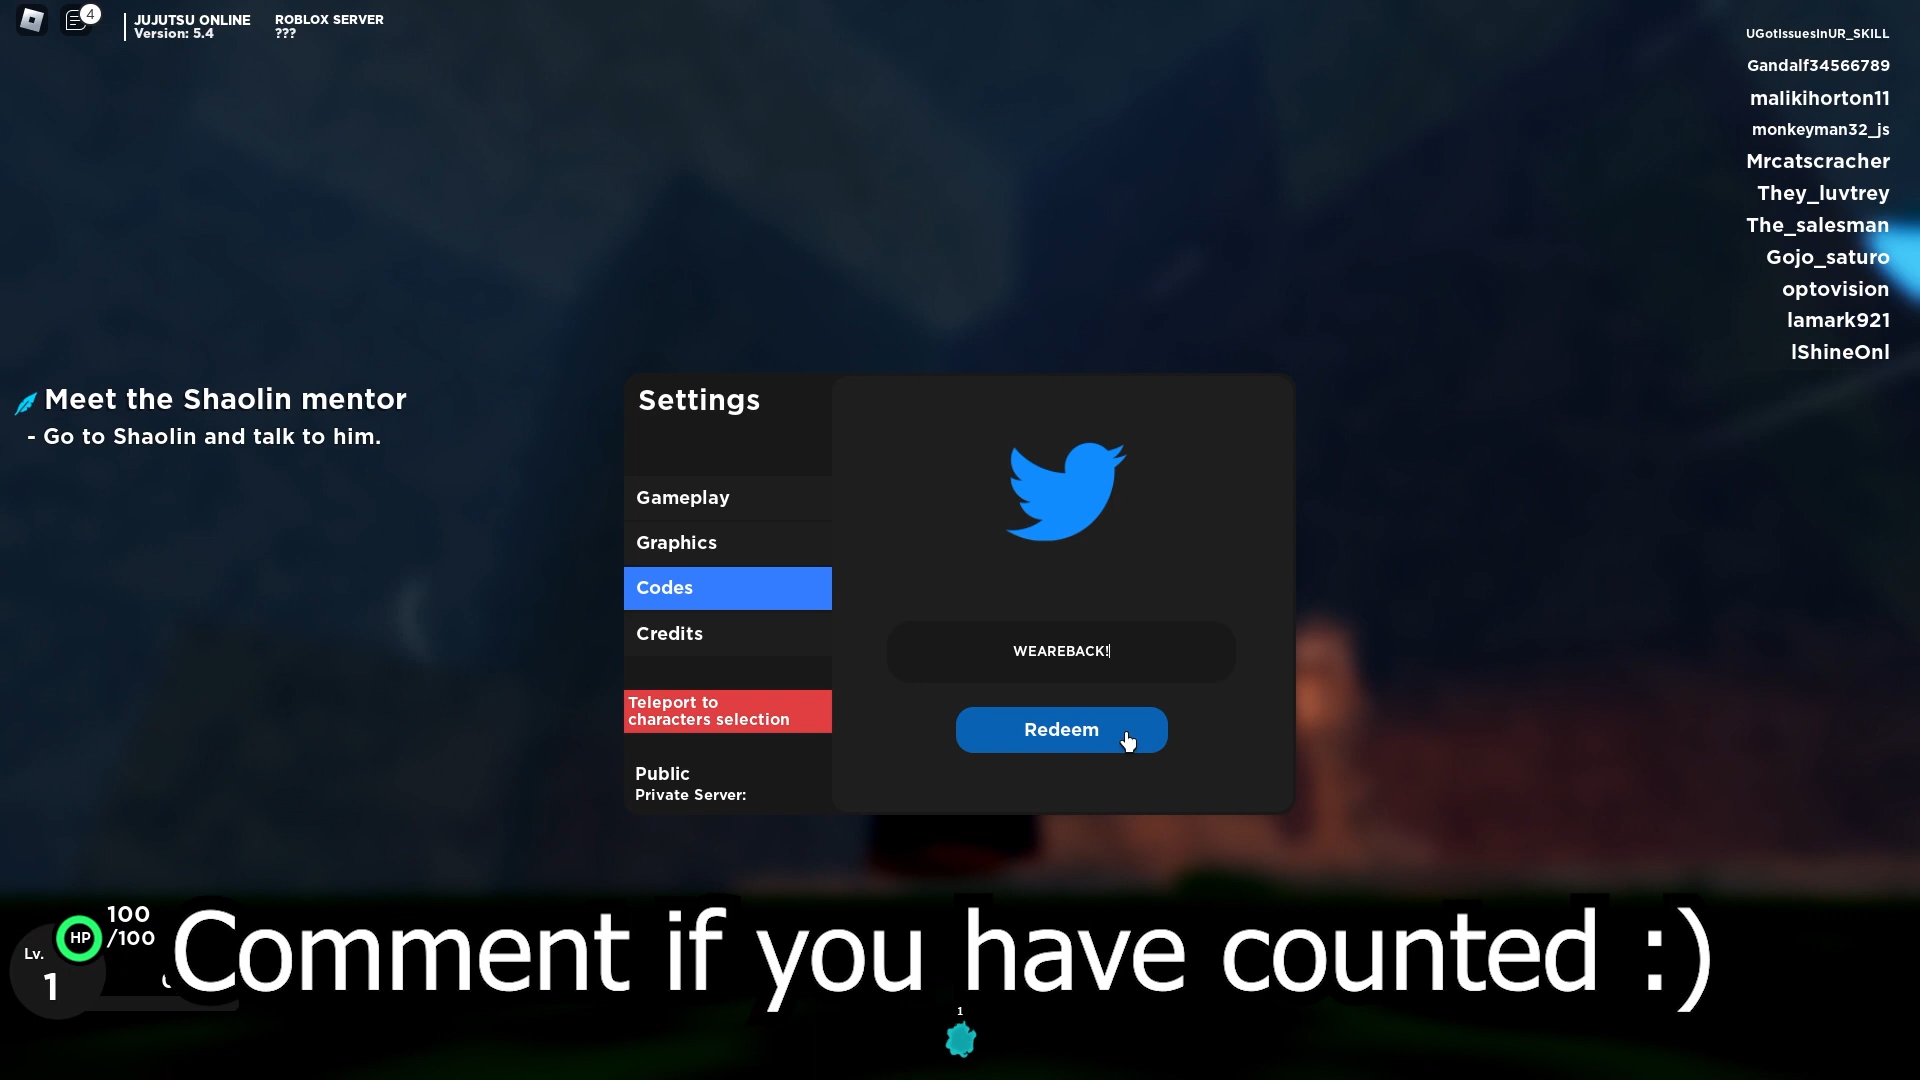 4
JUJUTSU ONLINE
Version: 5.4
ROBLOX SERVER
???
UGotIssuesInUR_SKILL
Gandalf34566789
malikihorton11
monkeyman32_js
Mrcatscracher
They_luvtrey
The_salesman
Gojo_saturo
optovision
lamark921
lShineOnl
Meet the Shaolin mentor
- Go to Shaolin and talk to him.
Settings
Gameplay
Graphics
Codes
Credits
Teleport to
characters selection
Public
Private Server:
WEAREBACK!
Redeem
HP
100
/100
Lv.
1
Comment if you have counted :)
1